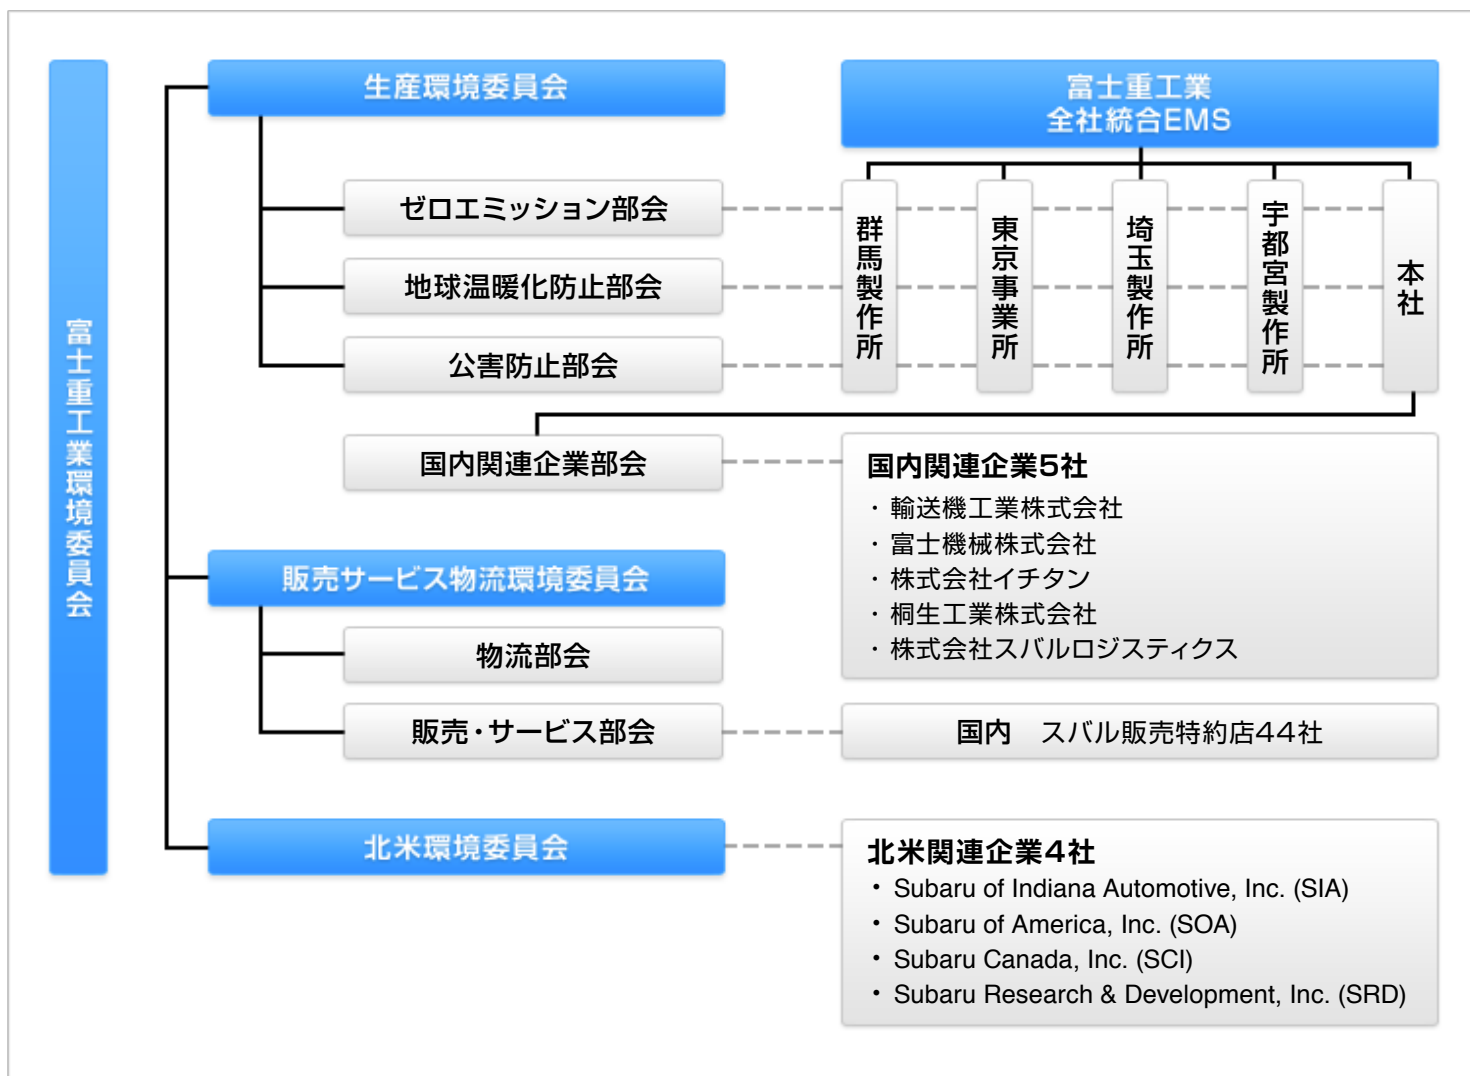 富士重工業環境委員会
生産環境委員会
ゼロエミッション部会
地球温暖化防止部会
公害防止部会
国内関連企業部会
富士重工業
全社統合EMS
群馬製作所
東京事業所
埼玉製作所
宇都宮製作所
本社
国内関連企業5社
・輸送機工業株式会社
・富士機械株式会社
・株式会社イチタン
・桐生工業株式会社
・株式会社スバルロジスティクス
販売サービス物流環境委員会
物流部会
販売・サービス部会
国内 スバル販売特約店44社
北米環境委員会
北米関連企業4社
・Subaru of Indiana Automotive, Inc. (SIA)
・Subaru of America, Inc. (SOA)
・Subaru Canada, Inc. (SCI)
・Subaru Research & Development, Inc. (SRD)